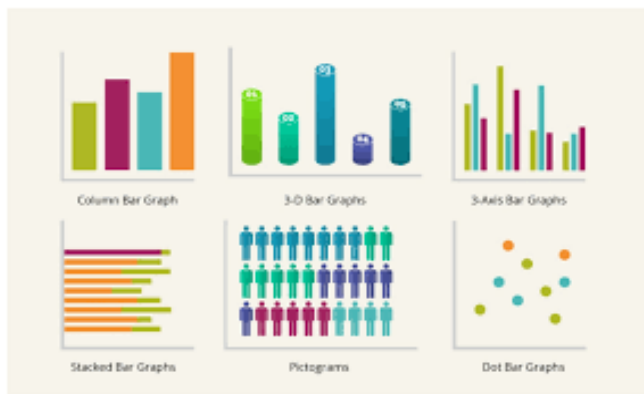 Column Bar Graph
3-D Bar Graphs
3-Axis Bar Graphs
Stacked Bar Graphs
Pictograms
Dot Bar Graphs